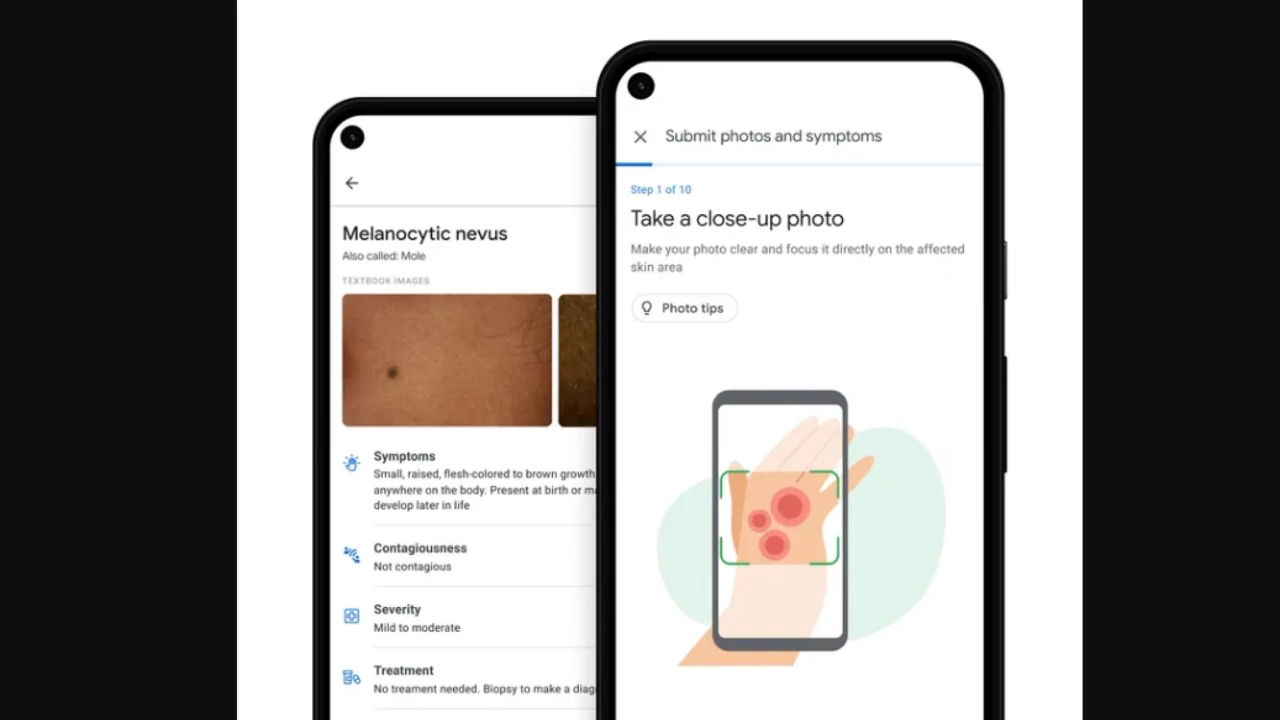 Melanocytic nevus
Also called: Mole
TEXTBOOK IMAGES
Symptoms
Small, raised, flesh-colored to brown growth
anywhere on the body. Present at birth or
develop later in life
Contagiousness
Not contagious
Severity
Mild to moderate
Treatment
No treament needed. Biopsy to make a
Submit photos and symptoms
Step 1 of 10
Take a close-up photo
Make your photo clear and focus it directly on the affected
skin area
Photo tips